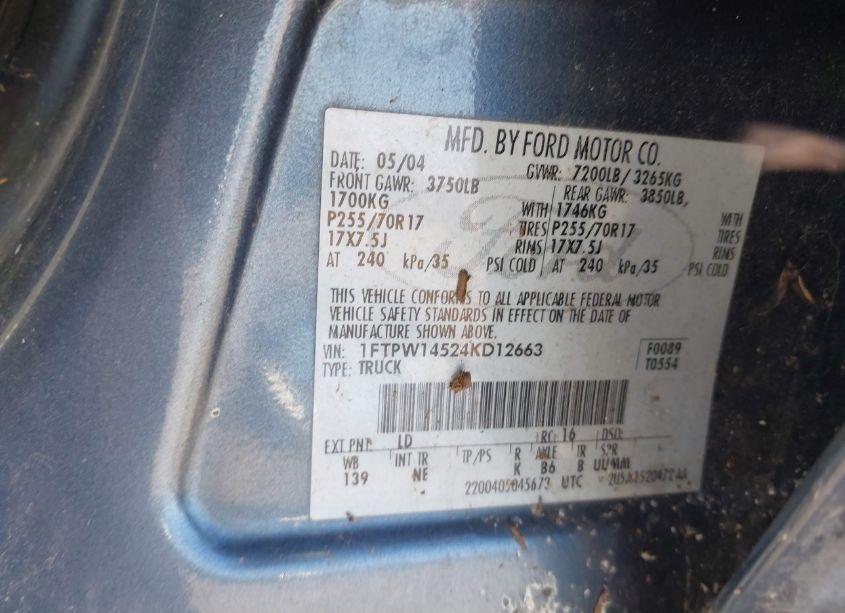 MFD. BY FORD MOTOR CO.
DATE: 05/04 GVWR: 7200LB/ 3265KG
FRONT GAWR: 3750LB REAR GAWR: 3850LB,
1700KG WITH 1746KG WITH
P255/70R17 TIRES P255/70R17 TIRES
17X7.5J RIMS 17X7.5J RIMS
AT 240 kPa/35 PSI COLD AT 240 kPa/35 PSI COLD
Ford
THIS VEHICLE CONFORMS TO ALL APPLICABLE FEDERAL MOTOR
VEHICLE SAFETY STANDARDS IN EFFECT ON THE DATE OF
MANUFACTURE SHOWN ABOVE.
VIN: 1FTPW14524KD12663 F0089
TYPE: TRUCK T0554
EXT PNT: LD RC: 16 DSO:
WB INT TR TP/PS R AXLE TR SPR
139 NE K B6 B UUMM
2200405045673 UTC